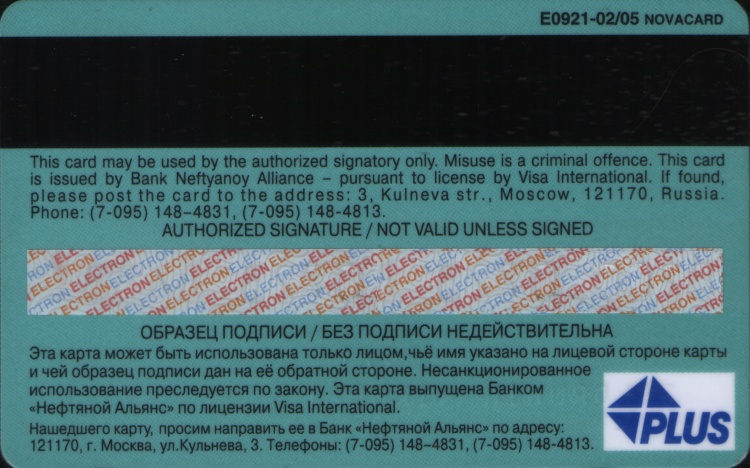 E0921-02/05 NOVACARD
This card may be used by the authorized signatory only. Misuse is a criminal offence. This card
is issued by Bank Neftyanoy Alliance – pursuant to license by Visa International. If found,
please post the card to the address: 3, Kulneva str., Moscow, 121170, Russia.
Phone: (7-095) 148–4831, (7-095) 148-4813.
AUTHORIZED SIGNATURE / NOT VALID UNLESS SIGNED
ELECTRON ELECTRON ELECTRON ELECTRON ELECTRON ELECTRON
ОБРАЗЕЦ ПОДПИСИ / БЕЗ ПОДПИСИ НЕДЕЙСТВИТЕЛЬНА
Эта карта может быть использована только лицом,чьё имя указано на лицевой стороне карты
и чей образец подписи дан на её обратной стороне. Несанкционированное
использование преследуется по закону. Эта карта выпущена Банком
«Нефтяной Альянс» по лицензии Visa International.
Нашедшего карту, просим направить ее в Банк «Нефтяной Альянс» по адресу:
121170, г. Москва, ул.Кульнева, 3. Телефоны: (7-095) 148–4831, (7-095) 148-4813.
PLUS